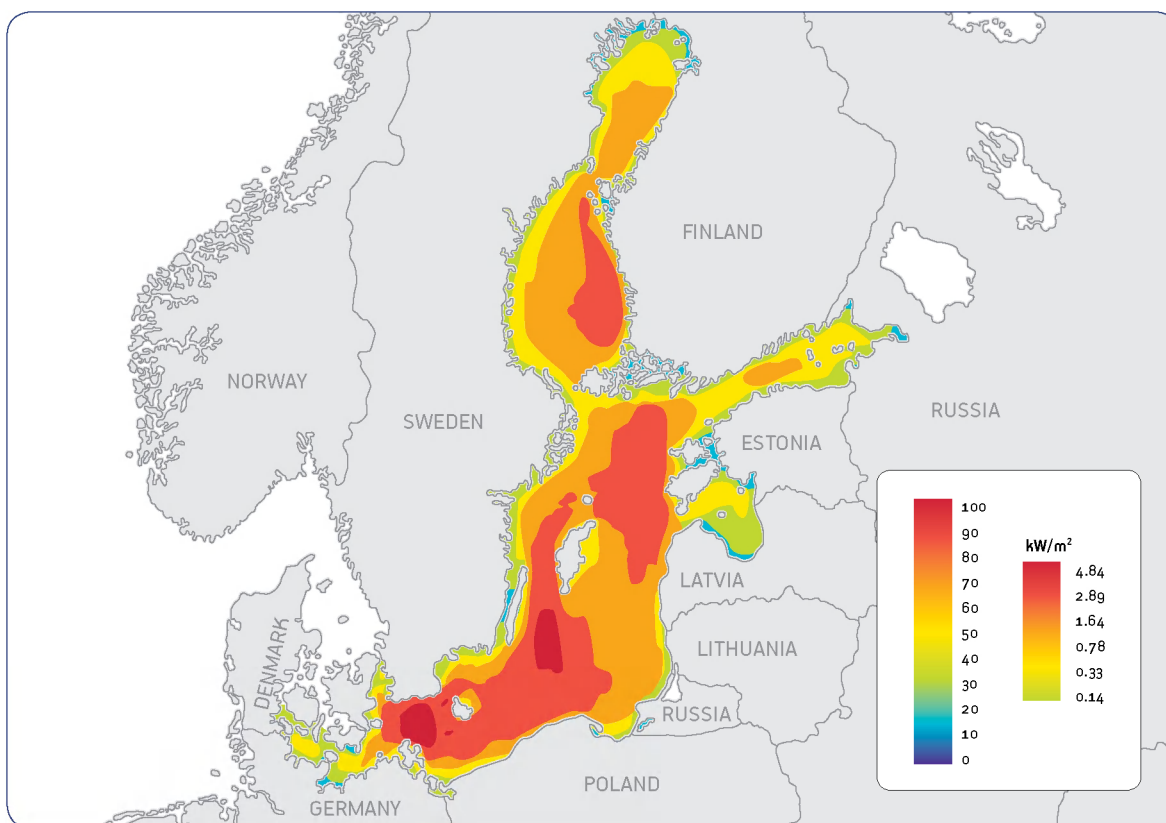 FINLAND
NORWAY
SWEDEN
RUSSIA
ESTONIA
LATVIA
LITHUANIA
DENMARK
RUSSIA
POLAND
GERMANY
100
90
80
70
60
50
40
30
20
10
0
kW/m²
4.84
2.89
1.64
0.78
0.33
0.14